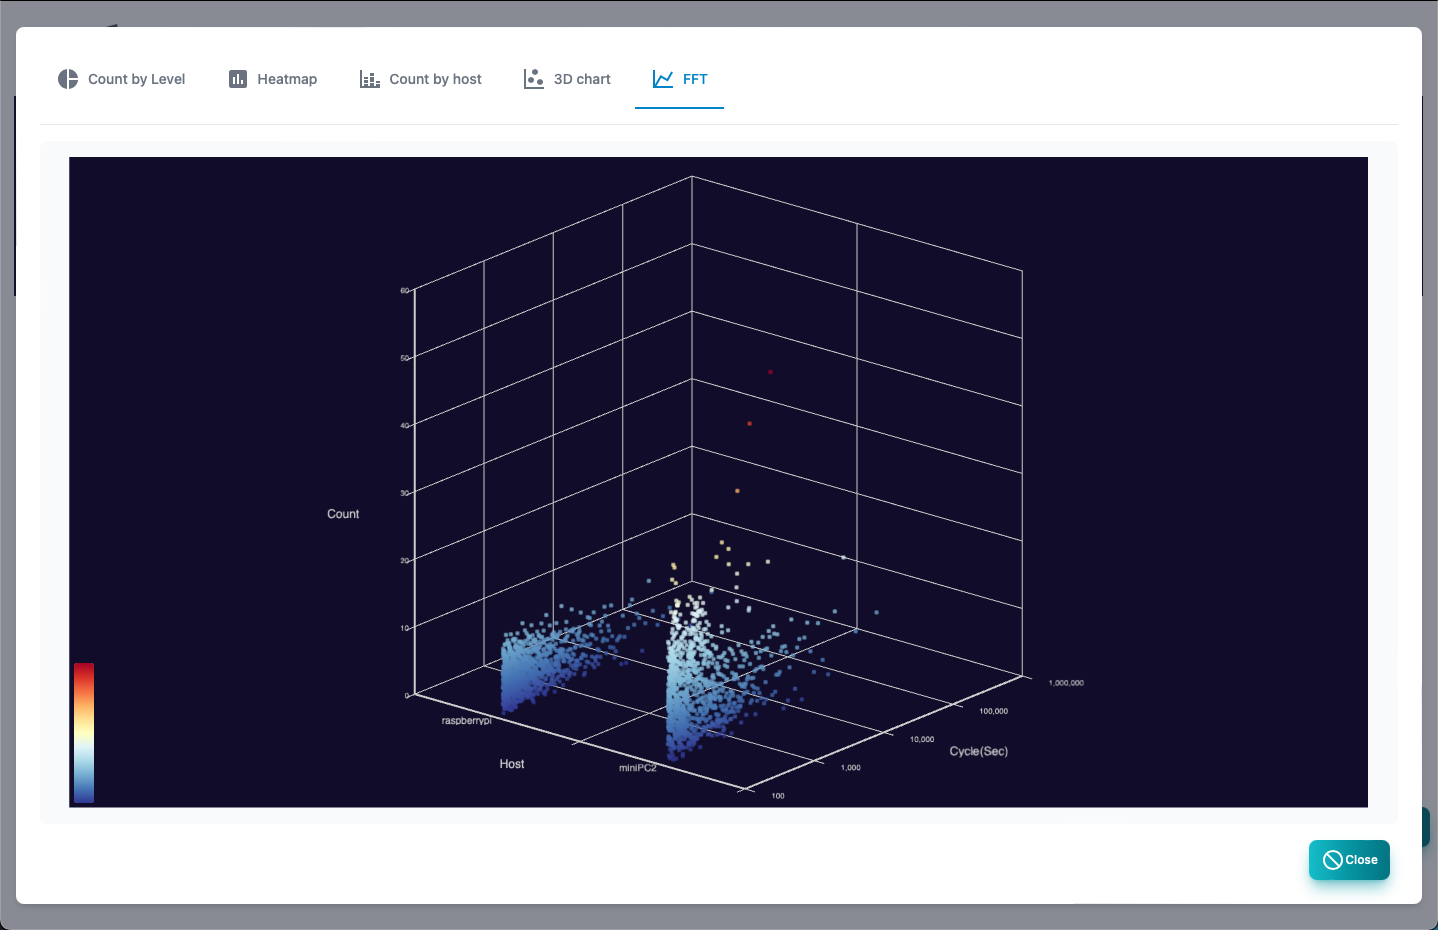 Count by Level
Heatmap
Count by host
3D chart
FFT
60
50
40
30
20
10
0
Count
raspberrypi
miniPC2
Host
100
1,000
10,000
100,000
1,000,000
Cycle(Sec)
Close